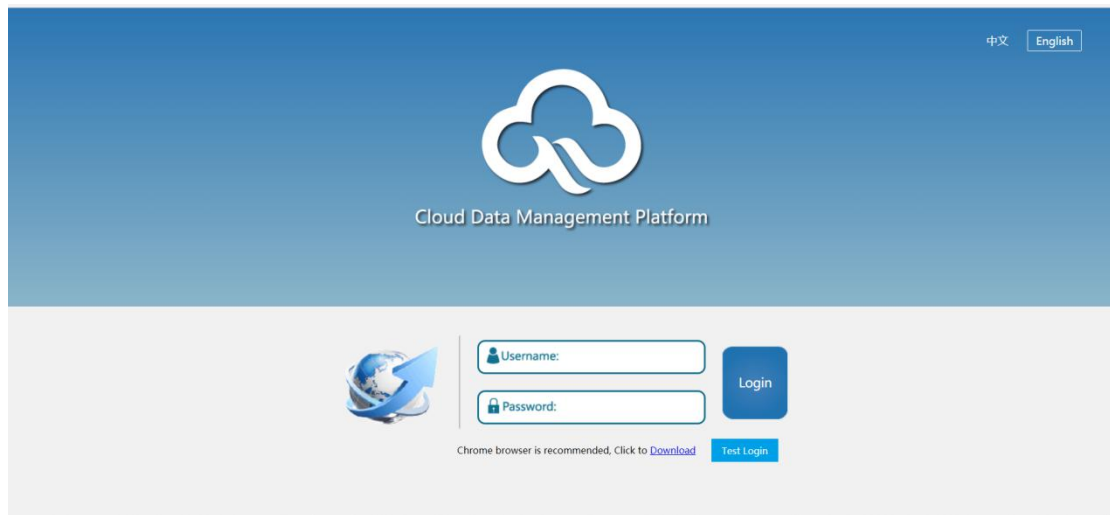 中文 English
Cloud Data Management Platform
Username:
Login
Password:
Chrome browser is recommended, Click to Download
Test Login